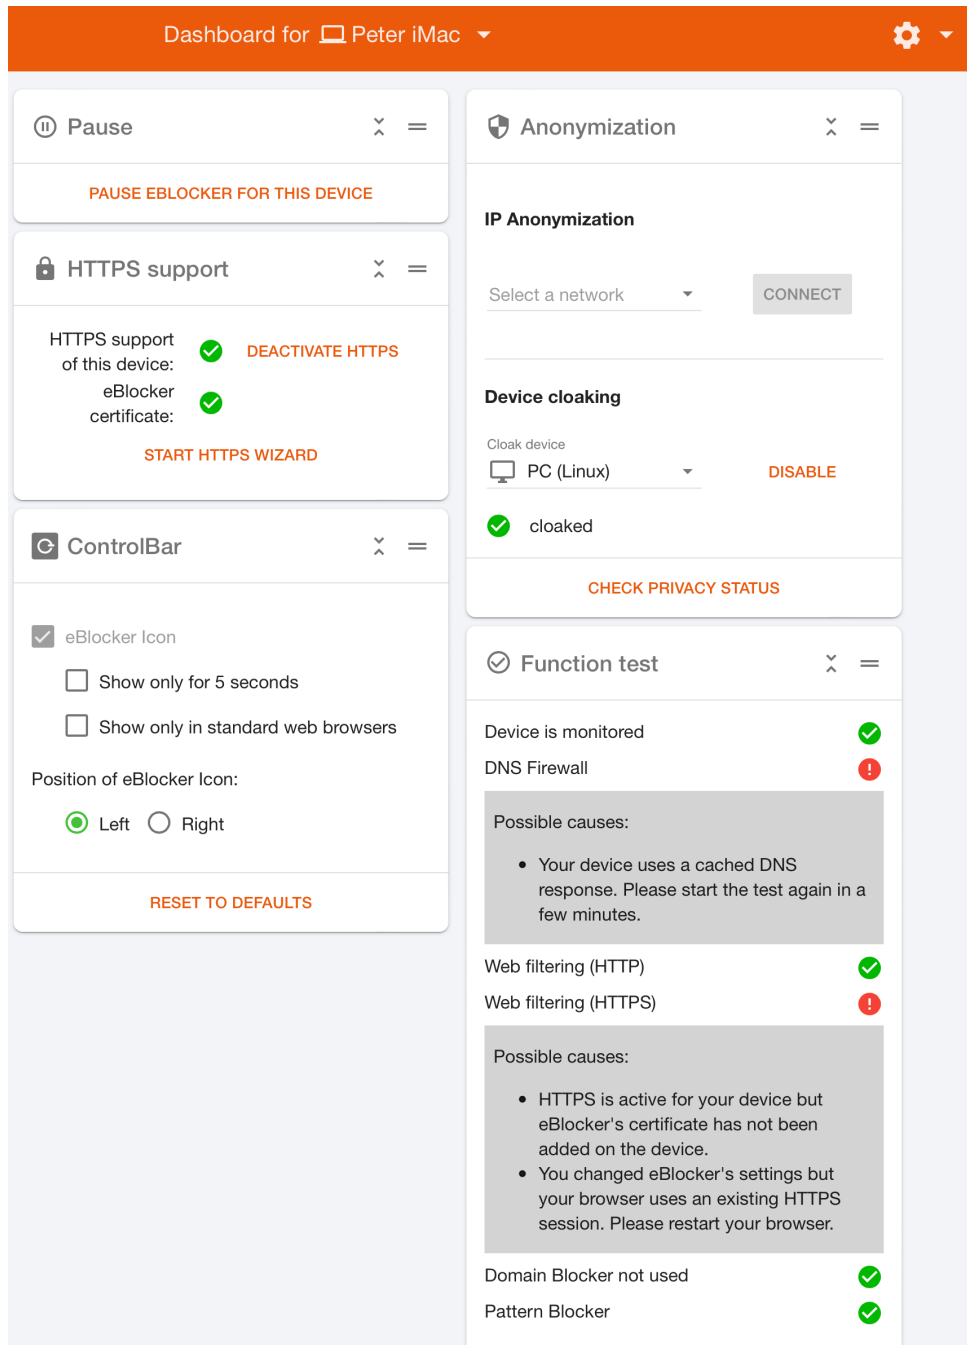 Dashboard for Peter iMac
Pause
PAUSE EBLOCKER FOR THIS DEVICE
HTTPS support
HTTPS support
of this device:
DEACTIVATE HTTPS
eBlocker
certificate:
START HTTPS WIZARD
ControlBar
eBlocker Icon
Show only for 5 seconds
Show only in standard web browsers
Position of eBlocker Icon:
Left
Right
RESET TO DEFAULTS
Anonymization
IP Anonymization
Select a network
CONNECT
Device cloaking
Cloak device
PC (Linux)
DISABLE
cloaked
CHECK PRIVACY STATUS
Function test
Device is monitored
DNS Firewall
Possible causes:
• Your device uses a cached DNS
response. Please start the test again in a
few minutes.
Web filtering (HTTP)
Web filtering (HTTPS)
Possible causes:
• HTTPS is active for your device but
eBlocker's certificate has not been
added on the device.
• You changed eBlocker's settings but
your browser uses an existing HTTPS
session. Please restart your browser.
Domain Blocker not used
Pattern Blocker